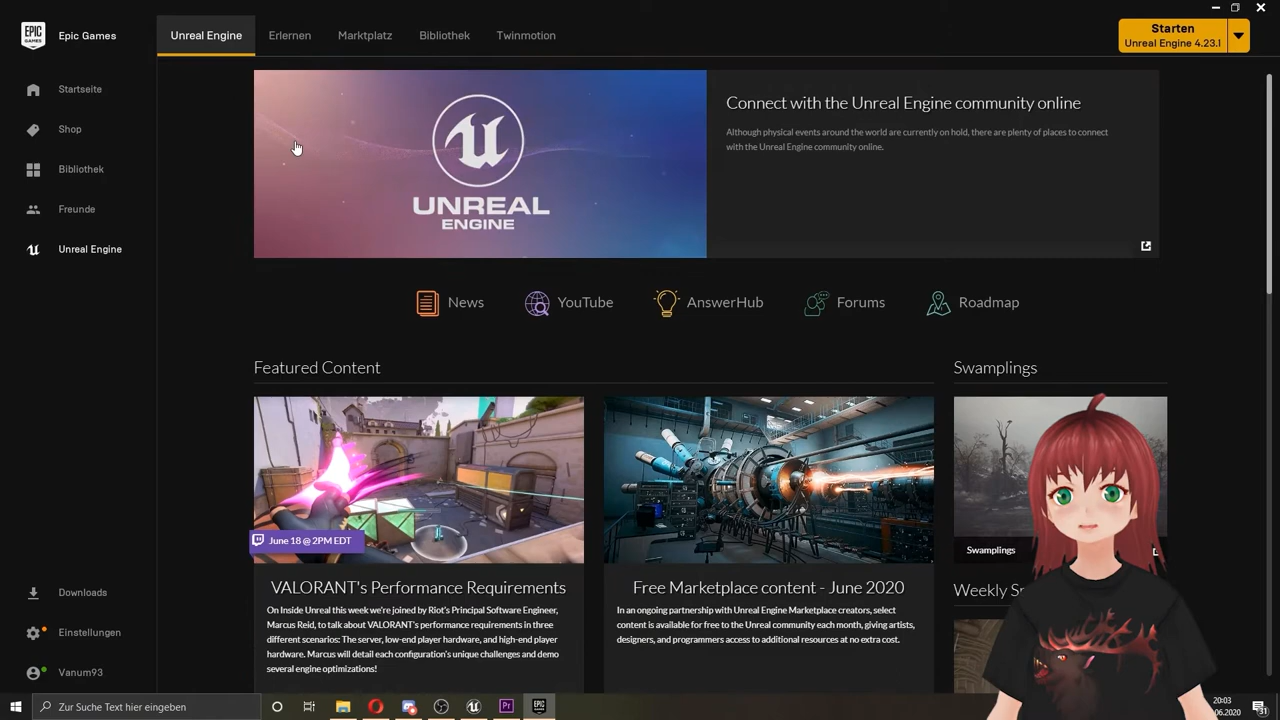 EPIC
GAMES
Epic Games
Unreal Engine
Erlernen
Marktplatz
Bibliothek
Twinmotion
Starten
Unreal Engine 4.23.1
Startseite
Shop
Bibliothek
Freunde
Unreal Engine
UNREAL
ENGINE
Connect with the Unreal Engine community online
Although physical events around the world are currently on hold, there are plenty of places to connect
with the Unreal Engine community online.
News
YouTube
AnswerHub
Forums
Roadmap
Featured Content
Swamplings
June 18 @ 2PM EDT
Swamplings
VALORANT's Performance Requirements
On Inside Unreal this week we're joined by Riot's Principal Software Engineer,
Marcus Reid, to talk about VALORANT's performance requirements in three
different scenarios: The server, low-end player hardware, and high-end player
hardware. Marcus will detail each configuration's unique challenges and demo
several engine optimizations!
Free Marketplace content - June 2020
In an ongoing partnership with Unreal Engine Marketplace creators, select
content is available for free to the Unreal community each month, giving artists,
designers, and programmers access to additional resources at no extra cost.
Weekly
Downloads
Einstellungen
Vanum93
Zur Suche Text hier eingeben
Pr
EPIC
20:03
.06.2020